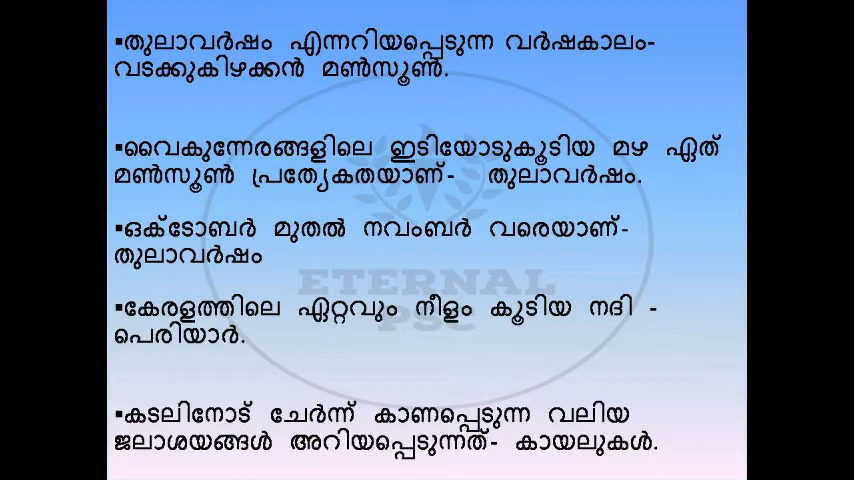 ▪തുലാവർഷം എന്നറിയപ്പെടുന്ന വർഷകാലം-
വടക്കുകിഴക്കൻ മൺസൂൺ.
▪വൈകുന്നേരങ്ങളിലെ ഇടിയോടുകൂടിയ മഴ ഏത്
മൺസൂൺ പ്രത്യേകതയാണ്- തുലാവർഷം.
▪ഒക്ടോബർ മുതൽ നവംബർ വരെയാണ്-
തുലാവർഷം
ETERNAL
▪കേരളത്തിലെ ഏറ്റവും നീളം കൂടിയ നദി -
PSC
പെരിയാർ.
▪കടലിനോട് ചേർന്ന് കാണപ്പെടുന്ന വലിയ
ജലാശയങ്ങൾ അറിയപ്പെടുന്നത്- കായലുകൾ.